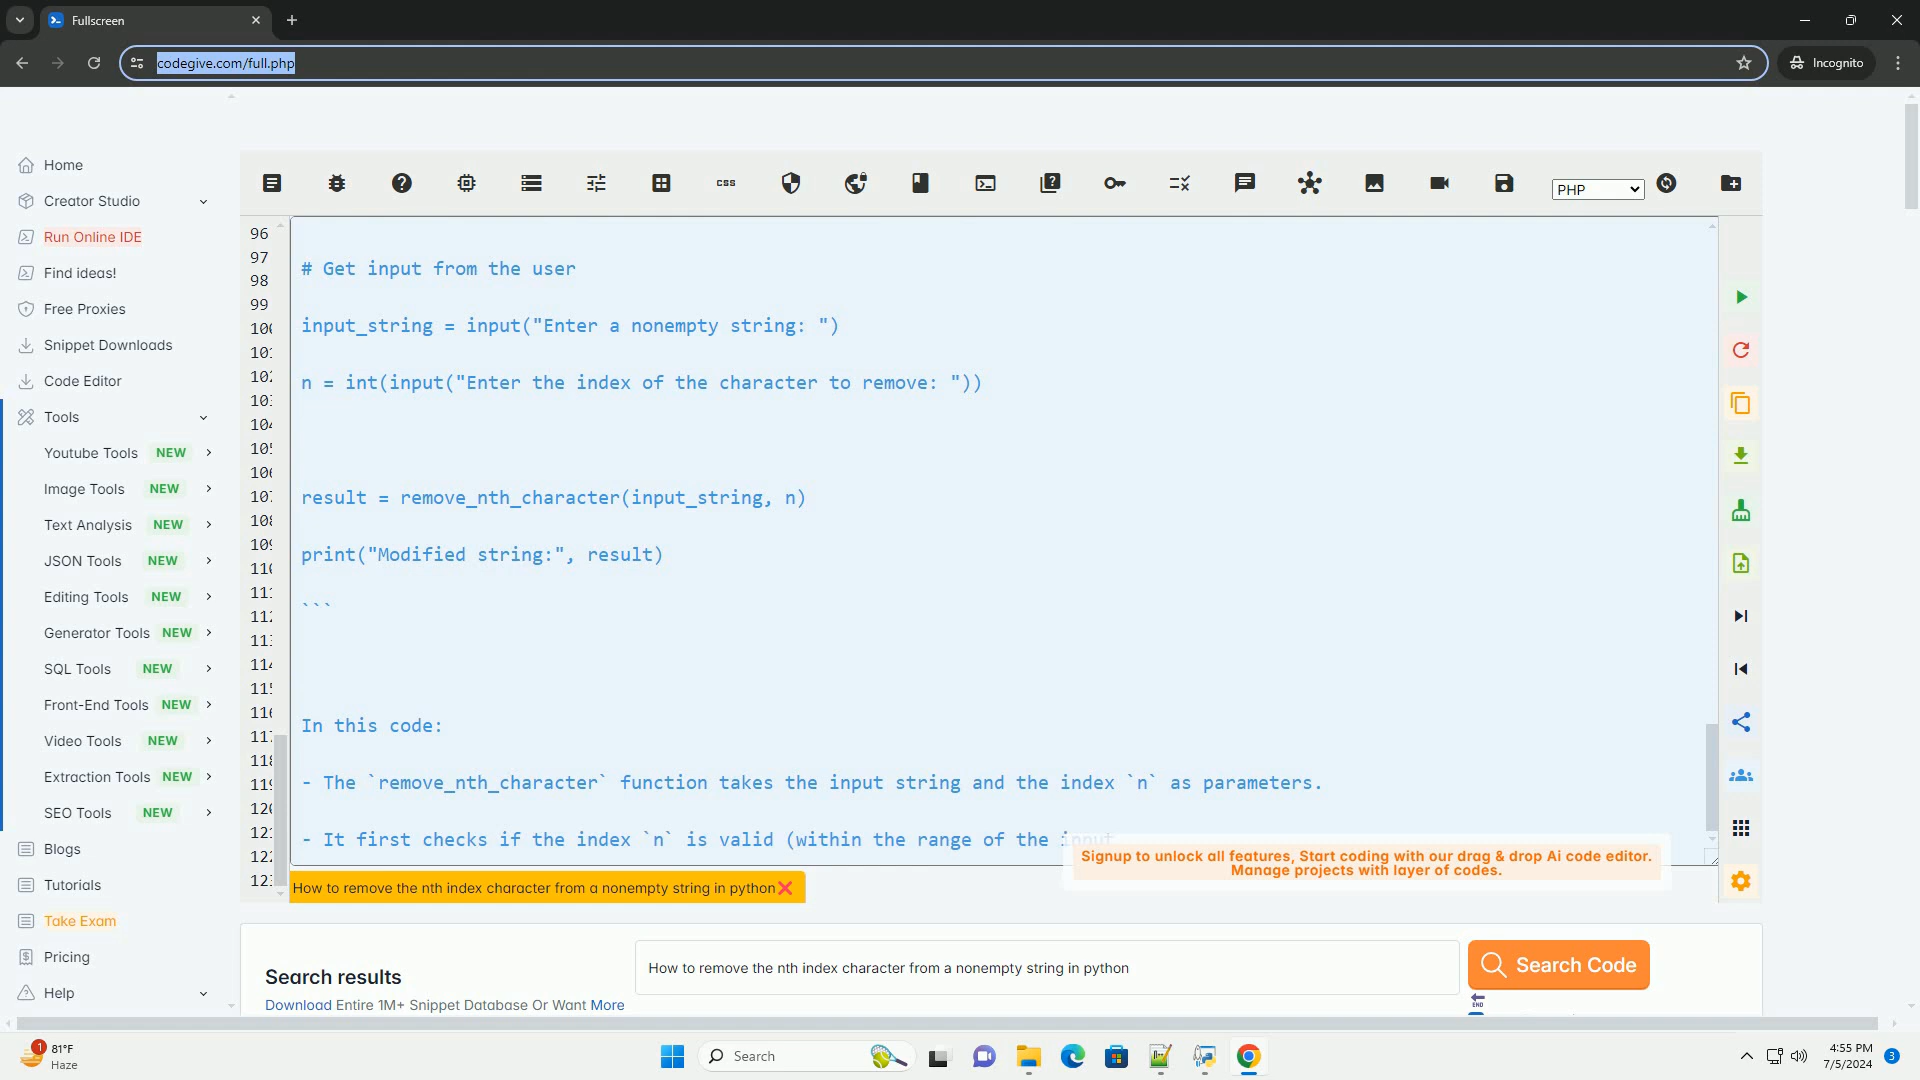 Fullscreen
codegive.com/full.php
Incognito
Home
Creator Studio
Run Online IDE
Find ideas!
Free Proxies
Snippet Downloads
Code Editor
Tools
Youtube Tools NEW
Image Tools NEW
Text Analysis NEW
JSON Tools NEW
Editing Tools NEW
Generator Tools NEW
SQL Tools NEW
Front-End Tools NEW
Video Tools NEW
Extraction Tools NEW
SEO Tools NEW
Blogs
Tutorials
Take Exam
Pricing
Help
css
PHP
96
97
98
99
# Get input from the user
input_string = input("Enter a nonempty string: ")
n = int(input("Enter the index of the character to remove: "))
result = remove_nth_character(input_string, n)
print("Modified string:", result)
```
In this code:
- The `remove_nth_character` function takes the input string and the index `n` as parameters.
- It first checks if the index `n` is valid (within the range of the input
Signup to unlock all features, Start coding with our drag & drop Ai code editor.
Manage projects with layer of codes.
How to remove the nth index character from a nonempty string in python❌
Search results
Download Entire 1M+ Snippet Database Or Want More
How to remove the nth index character from a nonempty string in python
Search Code
END
1
81°F
Haze
Search
4:55 PM
7/5/2024
3